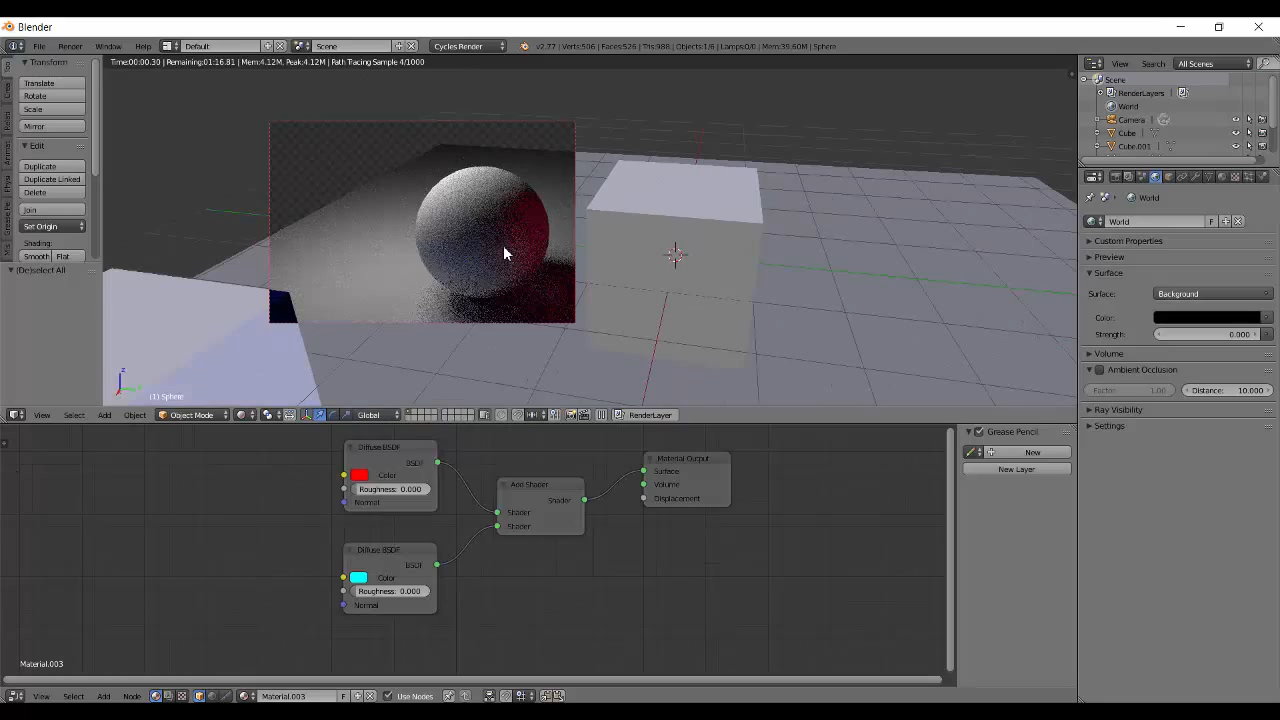 Blender
File Render Window Help Default Scene Cycles Render v2.77 | Verts:506 | Faces:526 | Tris:988 | Objects:1/6 | Lamps:0/0 | Mem:39.60M | Sphere
Time:00:00.30 | Remaining:01:16.81 | Mem:4.12M, Peak:4.12M | Path Tracing Sample 4/1000
Transform
Translate
Rotate
Scale
Mirror
Edit
Duplicate
Duplicate Linked
Delete
Join
Set Origin
Shading:
Smooth Flat
(De)select All
(1) Sphere
View Select Add Object Object Mode Global RenderLayer
View Search All Scenes
Scene
RenderLayers
World
Camera
Cube
Cube.001
World
World F
Custom Properties
Preview
Surface
Surface: Background
Color:
Strength: 0.000
Volume
Ambient Occlusion
Factor: 1.00 Distance: 10.000
Ray Visibility
Settings
Diffuse BSDF
BSDF
Color
Roughness: 0.000
Normal
Diffuse BSDF
BSDF
Color
Roughness: 0.000
Normal
Add Shader
Shader
Shader
Shader
Material Output
Surface
Volume
Displacement
Grease Pencil
New
New Layer
Material.003
View Select Add Node Material.003 F Use Nodes